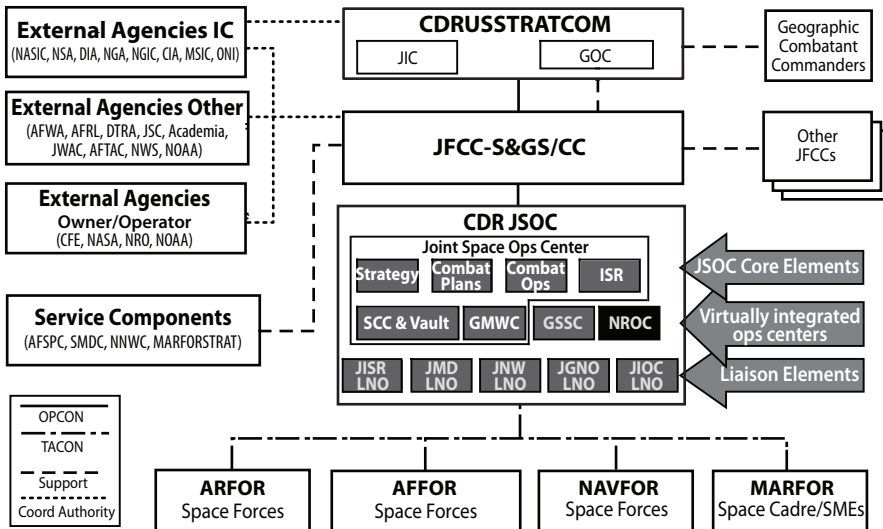 External Agencies IC
(NASIC, NSA, DIA, NGA, NGIC, CIA, MSIC, ONI)
External Agencies Other
(AFWA, AFRL, DTRA, JSC, Academia,
JWAC, AFTAC, NWS, NOAA)
External Agencies
Owner/Operator
(CFE, NASA, NRO, NOAA)
Service Components
(AFSPC, SMDC, NNWC, MARFORSTRAT)
CDRUSSTRATCOM
JIC
GOC
Geographic
Combatant
Commanders
JFCC-S&GS/CC
Other
JFCCs
CDR JSOC
Joint Space Ops Center
Strategy
Combat
Plans
Combat
Ops
ISR
SCC & Vault
GMWC
GSSC
NROC
JISR
LNO
JMD
LNO
JNW
LNO
JGNO
LNO
JIOC
LNO
JSOC Core Elements
Virtually integrated
ops centers
Liaison Elements
OPCON
TACON
Support
Coord Authority
ARFOR
Space Forces
AFFOR
Space Forces
NAVFOR
Space Forces
MARFOR
Space Cadre/SMEs